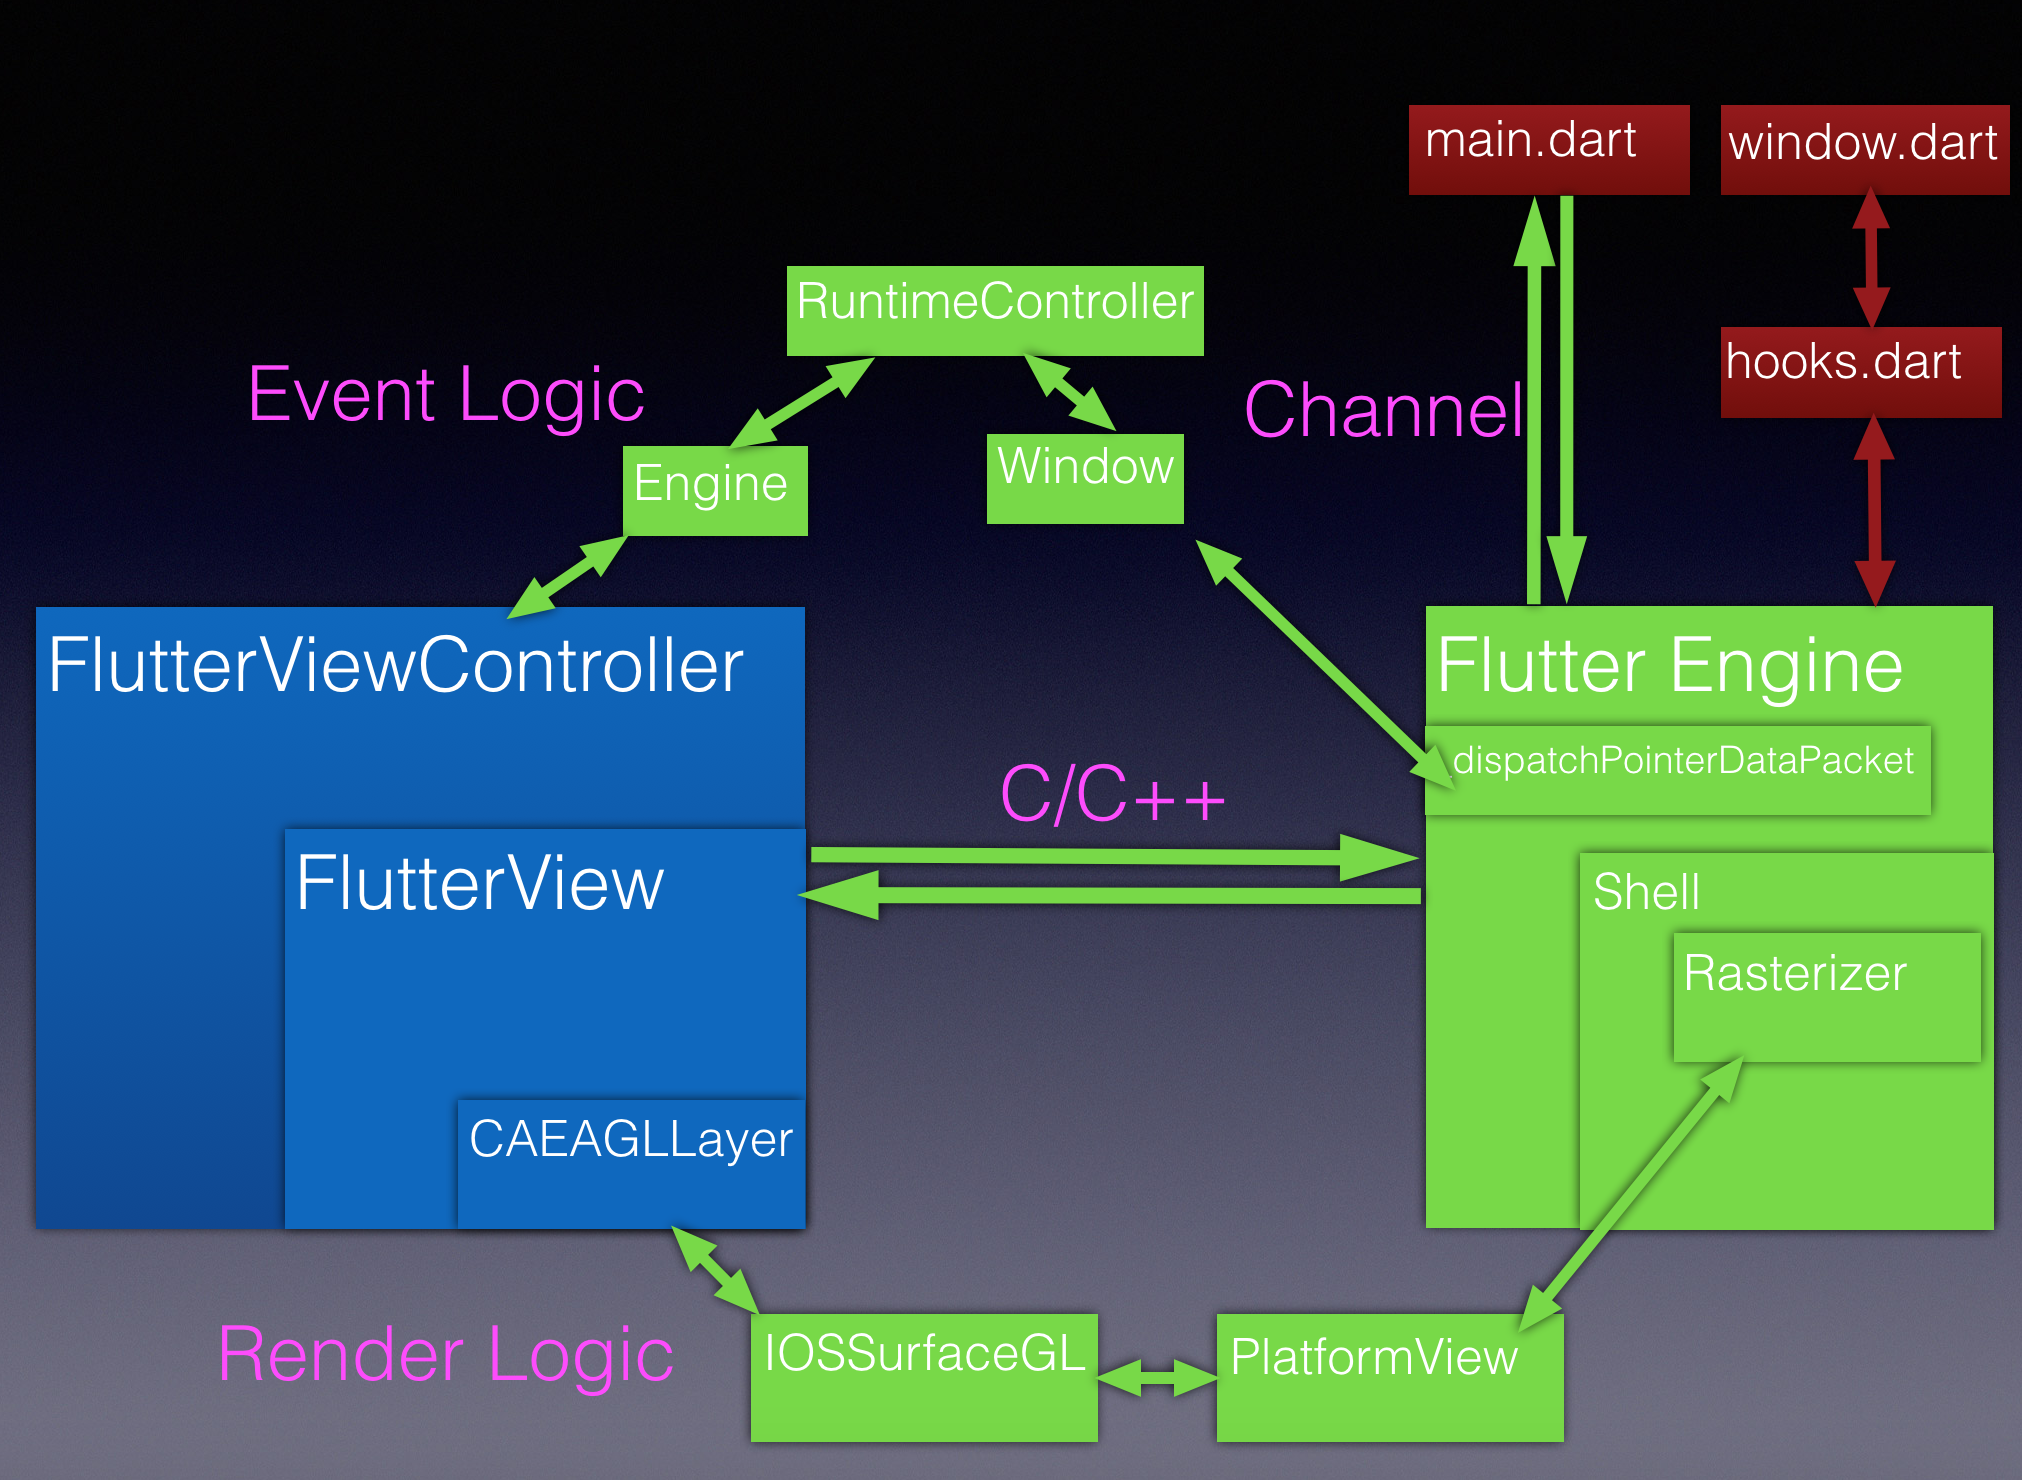 main.dart
window.dart
RuntimeController
hooks.dart
Event Logic
Channel
Engine
Window
FlutterViewController
Flutter Engine
dispatchPointerDataPacket
C/C++
FlutterView
Shell
Rasterizer
CAEAGLLayer
Render Logic
IOSSurfaceGL
PlatformView